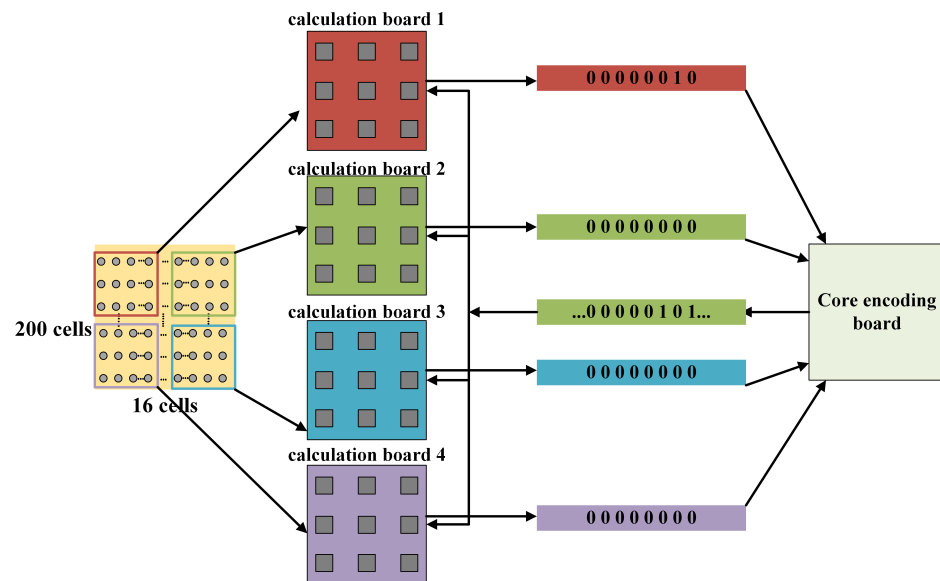 calculation board 1
0 0 0 0 0 0 1 0
calculation board 2
0 0 0 0 0 0 0 0
...0 0 0 0 0 1 0 1...
Core encoding
board
calculation board 3
200 cells
0 0 0 0 0 0 0 0
16 cells
calculation board 4
0 0 0 0 0 0 0 0